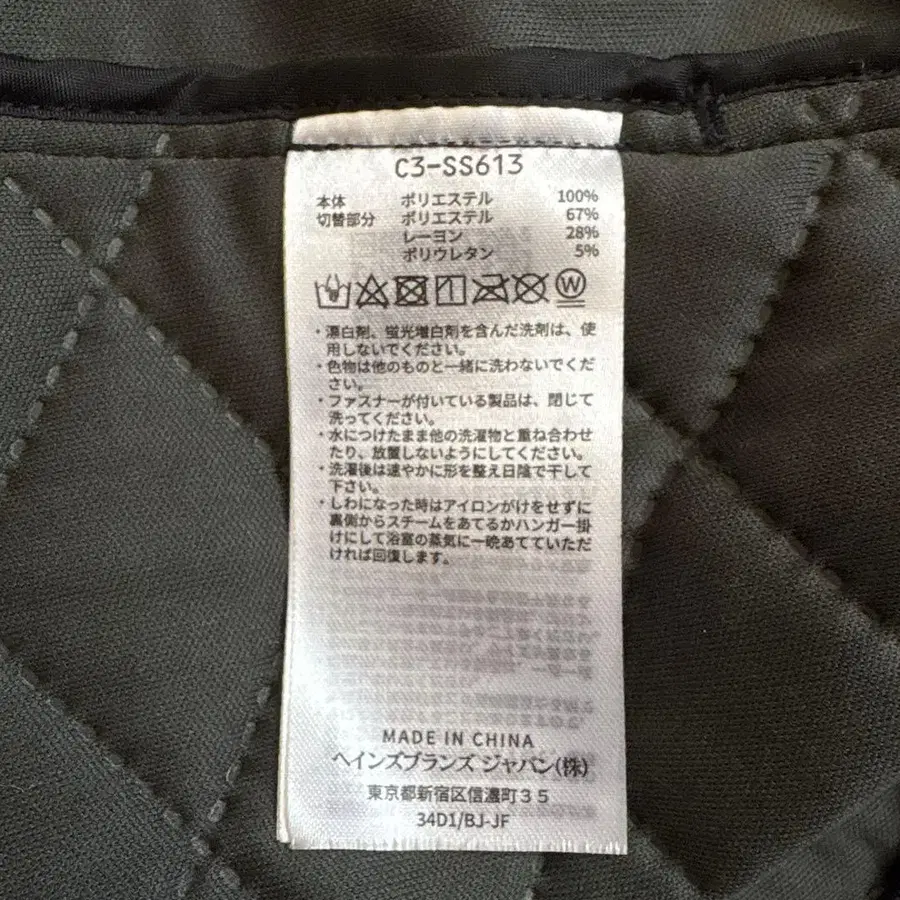 C3-SS613
本体 ポリエステル 100%
切替部分 ポリエステル 67%
レーヨン 28%
ポリウレタン 5%
W
・漂白剤、蛍光増白剤を含んだ洗剤は、使
用しないでください。
・色物は他のものと一緒に洗わないでくだ
さい。
・ファスナーが付いている製品は、閉じて
洗ってください。
・水につけたまま他の洗濯物と重ね合わせ
たり、放置しないようにしてください。
・洗濯後は速やかに形を整え日陰で干して
下さい。
・しわになった時はアイロンがけをせずに
裏側からスチームをあてるかハンガー掛
けにして浴室の蒸気に一晩あてていただ
ければ回復します。
MADE IN CHINA
ヘインズブランズ ジャパン(株)
東京都新宿区信濃町35
34D1/BJ-JF